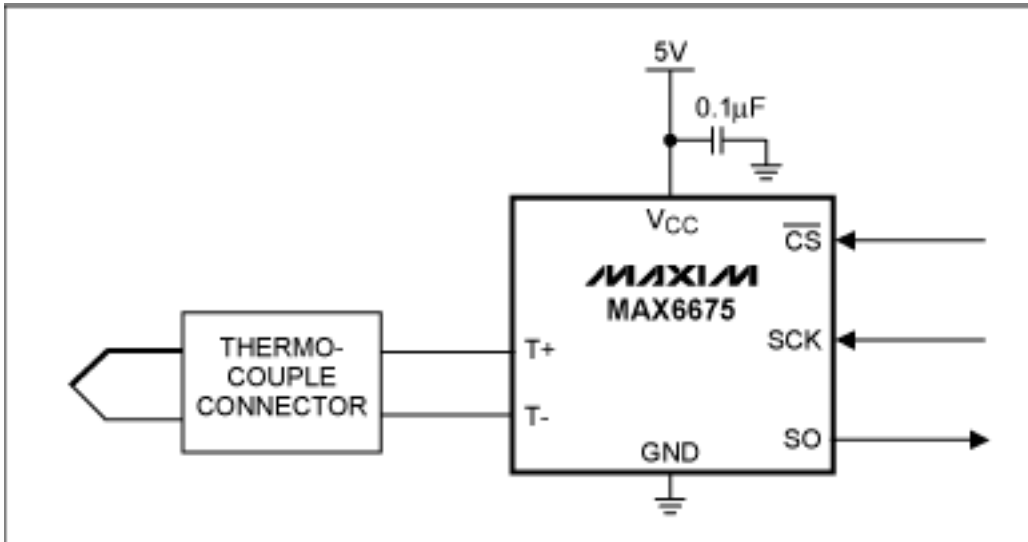 5V
0.1μF
VCC
CS
MAXIM
MAX6675
THERMO-
COUPLE
CONNECTOR
T+
SCK
T-
SO
GND